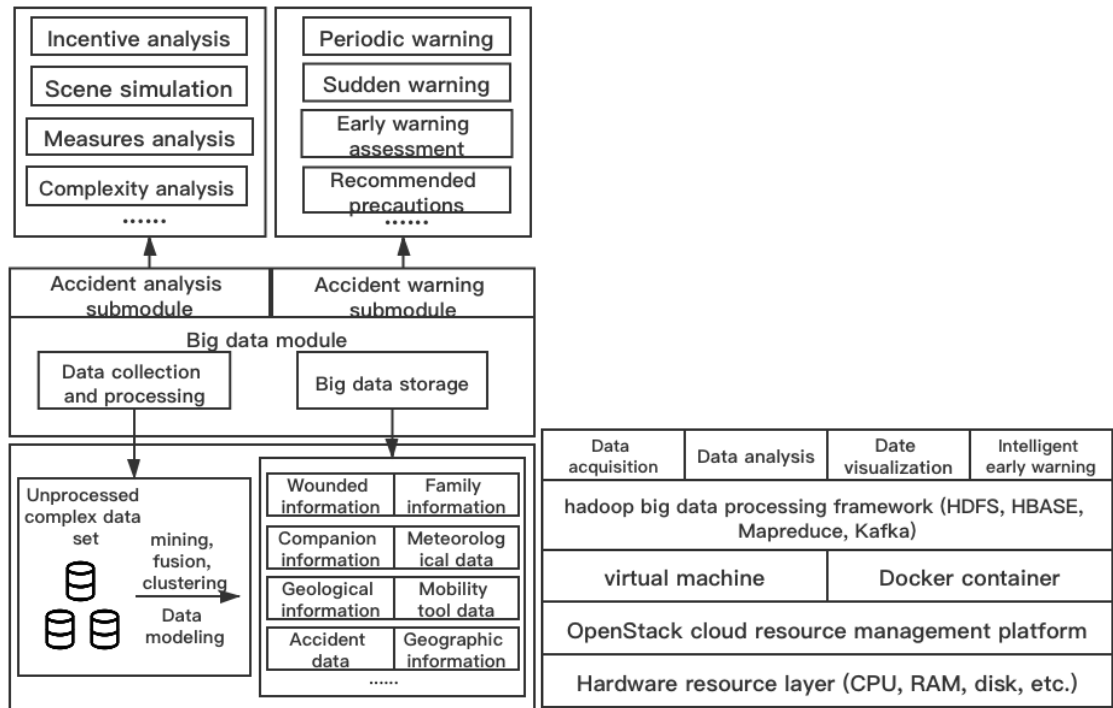 Incentive analysis
Scene simulation
Measures analysis
Complexity analysis
......
Periodic warning
Sudden warning
Early warning
assessment
Recommended
precautions
......
Accident analysis
submodule
Accident warning
submodule
Big data module
Data collection
and processing
Big data storage
Unprocessed
complex data
set
mining,
fusion,
clustering
Data
modeling
Wounded
information
Family
information
Companion
information
Meteorolog
ical data
Geological
information
Mobility
tool data
Accident
data
Geographic
information
......
Data
acquisition
Data analysis
Date
visualization
Intelligent
early warning
hadoop big data processing framework (HDFS, HBASE,
Mapreduce, Kafka)
virtual machine
Docker container
OpenStack cloud resource management platform
Hardware resource layer (CPU, RAM, disk, etc.)